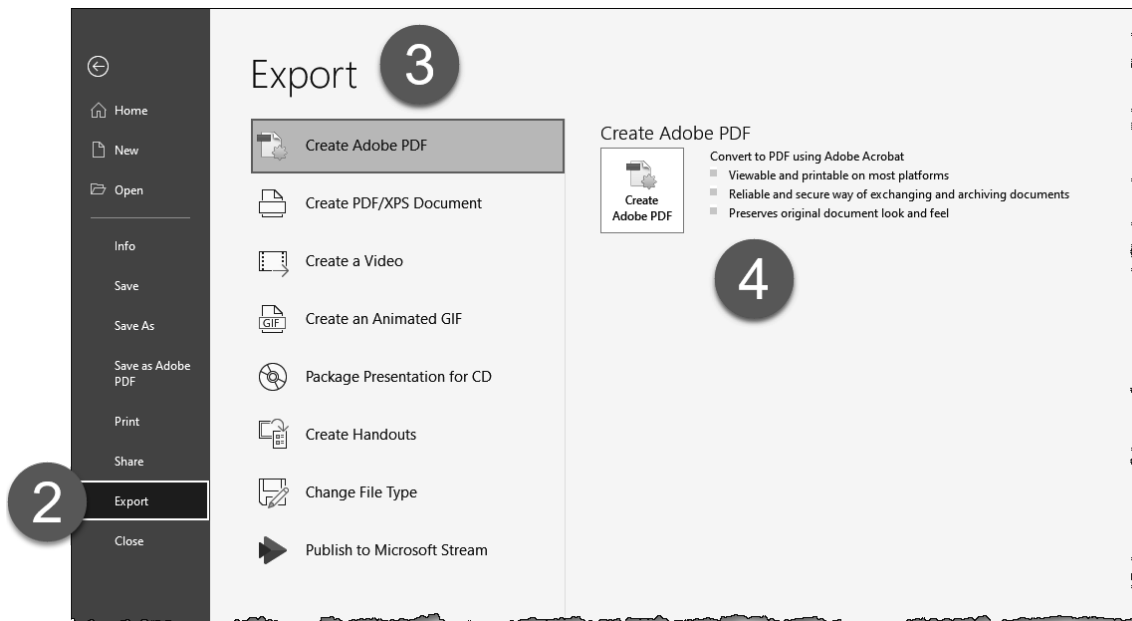 Home
New
Open
Info
Save
Save As
Save as Adobe
PDF
Print
Share
2
Export
Close
Export
3
Create Adobe PDF
Create PDF/XPS Document
Create a Video
GIF
Create an Animated GIF
Package Presentation for CD
Create Handouts
Change File Type
Publish to Microsoft Stream
Create Adobe PDF
Create
Adobe PDF
Convert to PDF using Adobe Acrobat
Viewable and printable on most platforms
Reliable and secure way of exchanging and archiving documents
Preserves original document look and feel
4